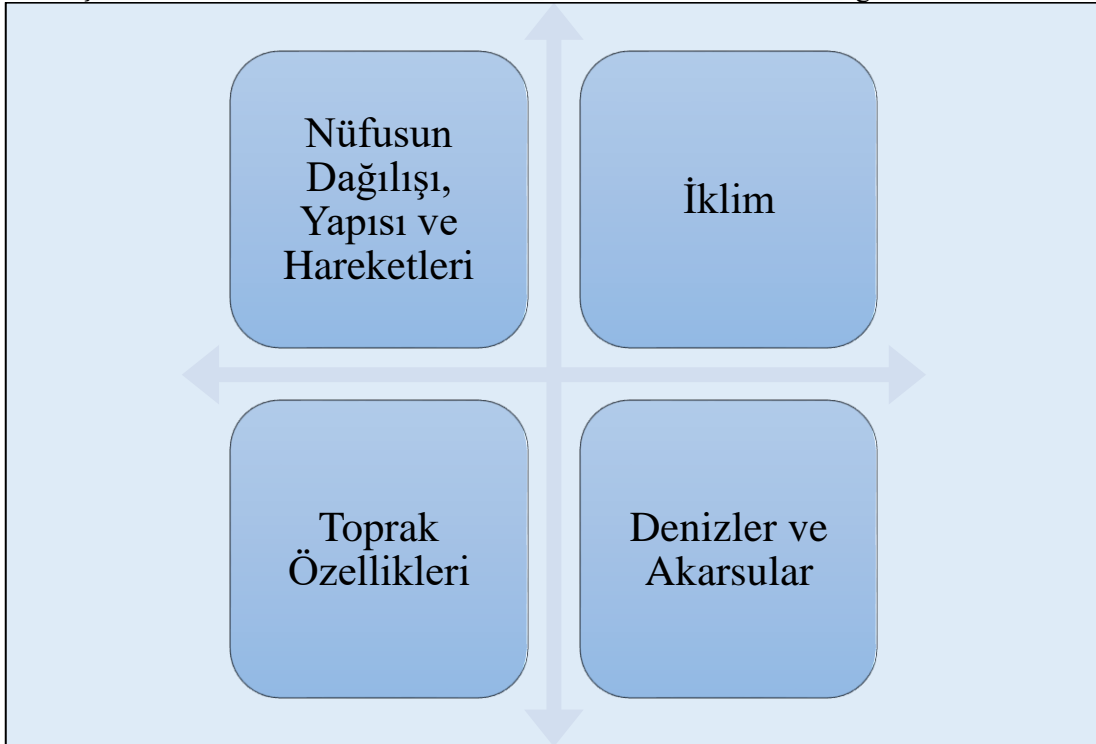 Nüfusun
Dağılışı,
Yapısı ve
Hareketleri
İklim
Toprak
Özellikleri
Denizler ve
Akarsular